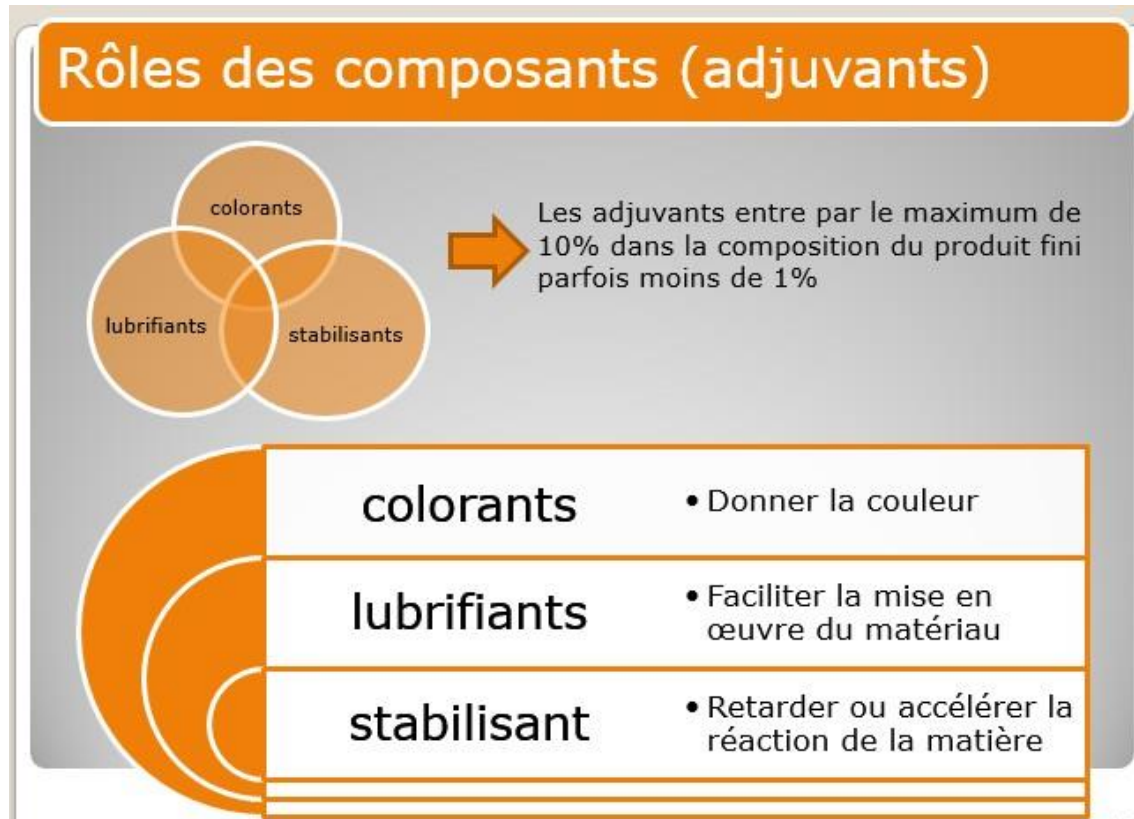 Rôles des composants (adjuvants)
colorants
lubrifiants
stabilisants
Les adjuvants entre par le maximum de
10% dans la composition du produit fini
parfois moins de 1%
colorants
• Donner la couleur
lubrifiants
• Faciliter la mise en
œuvre du matériau
stabilisant
• Retarder ou accélérer la
réaction de la matière